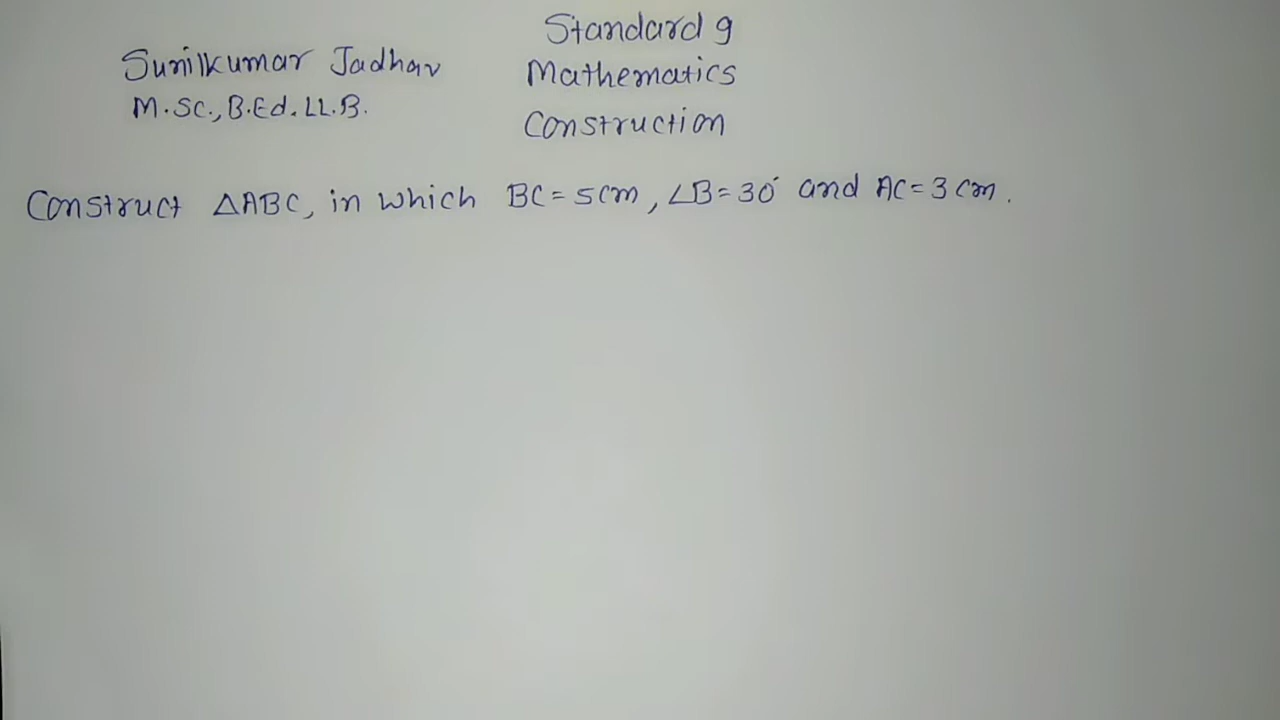 Standard 9
Sunilkumar Jadhav
Mathematics
M.Sc., B.Ed. LL.B.
Construction
Construct △ABC, in which BC = 5cm, ∠B = 30° and AC = 3 cm.